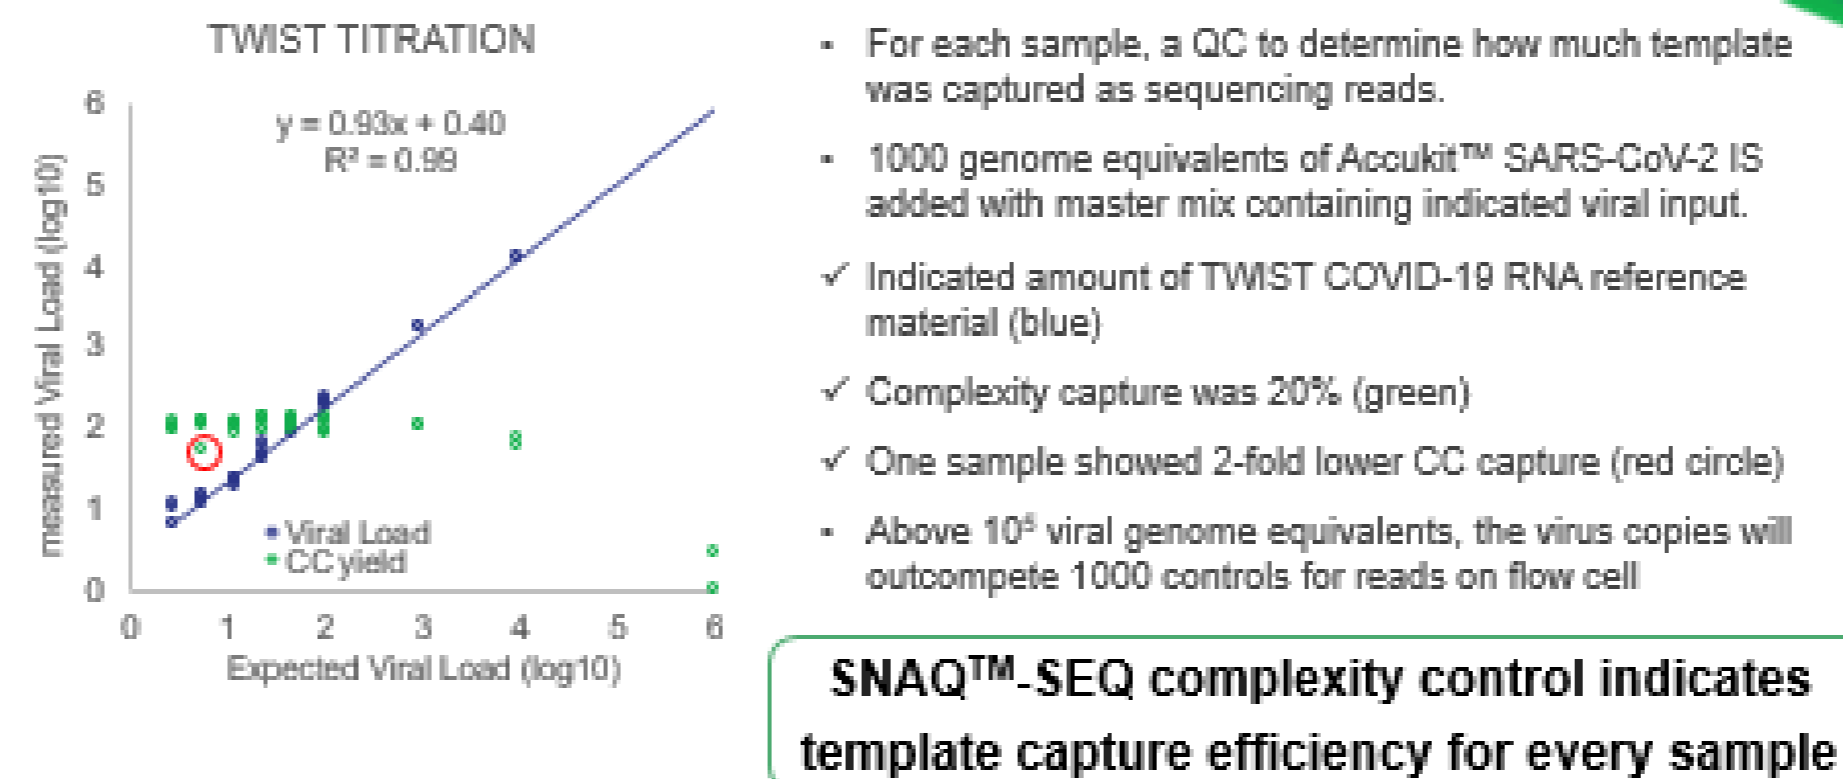 TWIST TITRATION
y = 0.93x + 0.40
R² = 0.99
measured Viral Load (log10)
6
5
4
3
2
1
0
0 1 2 3 4 5 6
Expected Viral Load (log10)
Viral Load
CC yield
- For each sample, a QC to determine how much template
was captured as sequencing reads.
- 1000 genome equivalents of Accukit™ SARS-CoV-2 IS
added with master mix containing indicated viral input.
✓ Indicated amount of TWIST COVID-19 RNA reference
material (blue)
✓ Complexity capture was 20% (green)
✓ One sample showed 2-fold lower CC capture (red circle)
- Above 10⁵ viral genome equivalents, the virus copies will
outcompete 1000 controls for reads on flow cell
SNAQ™-SEQ complexity control indicates
template capture efficiency for every sample